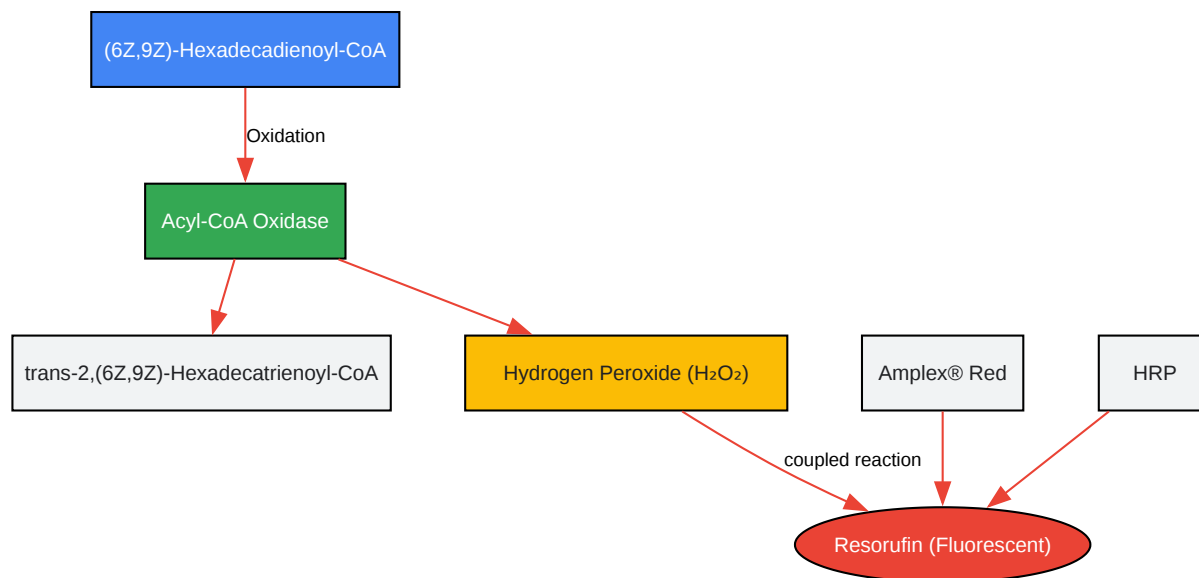 (6Z,9Z)-Hexadecadienoyl-CoA
Oxidation
Acyl-CoA Oxidase
trans-2,(6Z,9Z)-Hexadecatrienoyl-CoA
Hydrogen Peroxide (H₂O₂)
Amplex® Red
HRP
coupled reaction
Resorufin (Fluorescent)